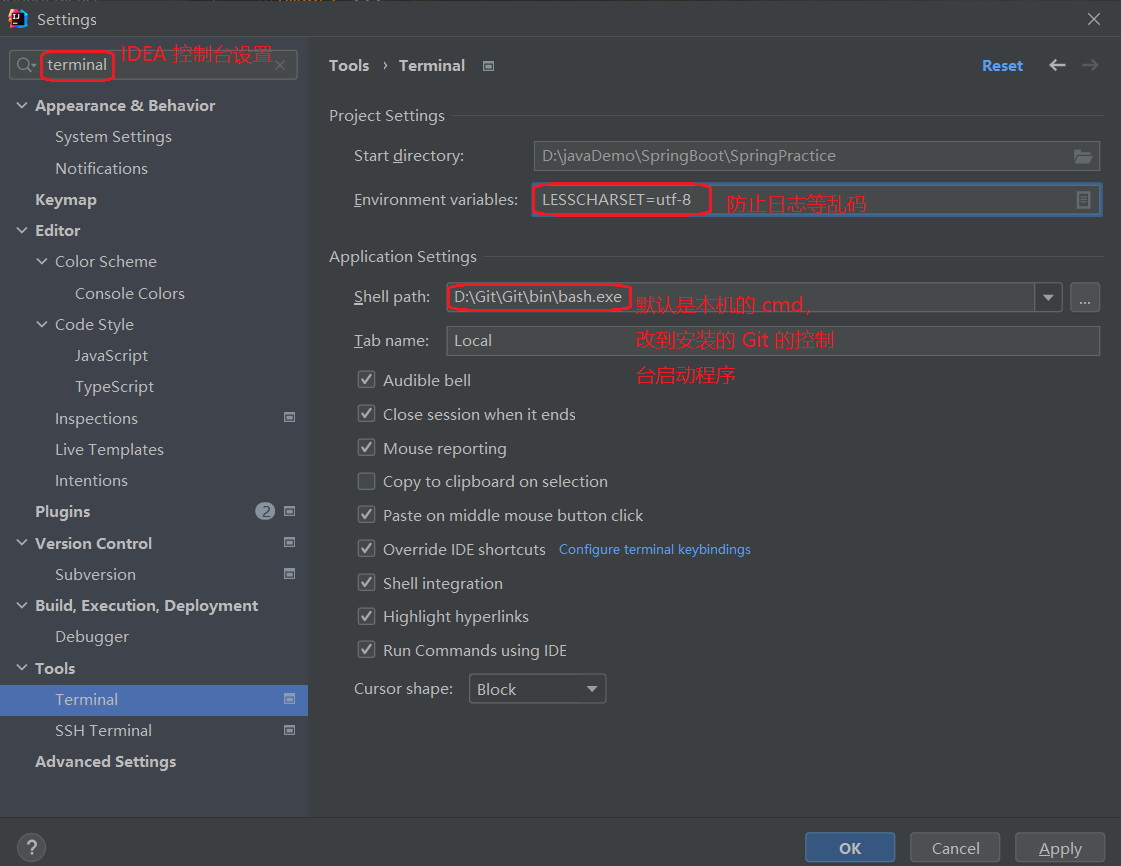 Settings
terminal
IDEA 控制台设置
Appearance & Behavior
System Settings
Notifications
Keymap
Editor
Color Scheme
Console Colors
Code Style
JavaScript
TypeScript
Inspections
Live Templates
Intentions
Plugins 2
Version Control
Subversion
Build, Execution, Deployment
Debugger
Tools
Terminal
SSH Terminal
Advanced Settings
Tools › Terminal
Reset
Project Settings
Start directory: D:\javaDemo\SpringBoot\SpringPractice
Environment variables: LESSCHARSET=utf-8 防止日志等乱码
Application Settings
Shell path: D:\Git\Git\bin\bash.exe 默认是本机的 cmd, ...
Tab name: Local 改到安装的 Git 的控制
台启动程序
Audible bell
Close session when it ends
Mouse reporting
Copy to clipboard on selection
Paste on middle mouse button click
Override IDE shortcuts Configure terminal keybindings
Shell integration
Highlight hyperlinks
Run Commands using IDE
Cursor shape: Block
? OK Cancel Apply